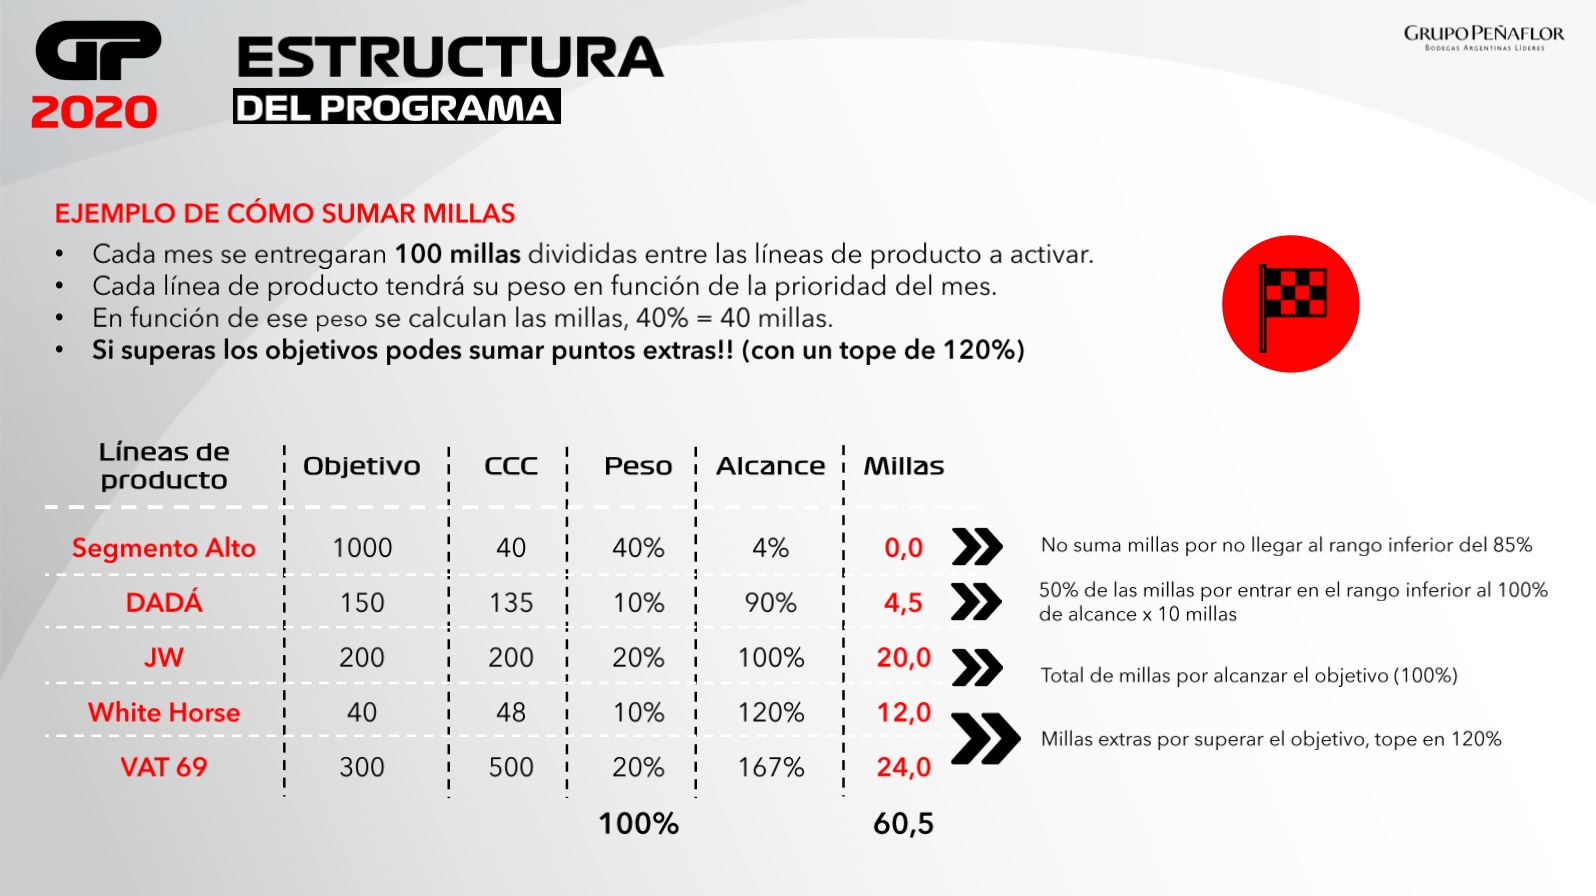 GP
2020
ESTRUCTURA
DEL PROGRAMA
GRUPO PEÑAFLOR
BODEGAS ARGENTINAS LÍDERES
EJEMPLO DE CÓMO SUMAR MILLAS
• Cada mes se entregaran 100 millas divididas entre las líneas de producto a activar.
• Cada línea de producto tendrá su peso en función de la prioridad del mes.
• En función de ese peso se calculan las millas, 40% = 40 millas.
• Si superas los objetivos podes sumar puntos extras!! (con un tope de 120%)
Líneas de
producto Objetivo CCC Peso Alcance Millas
Segmento Alto 1000 40 40% 4% 0,0 No suma millas por no llegar al rango inferior del 85%
DADÁ 150 135 10% 90% 4,5 50% de las millas por entrar en el rango inferior al 100%
de alcance x 10 millas
JW 200 200 20% 100% 20,0 Total de millas por alcanzar el objetivo (100%)
White Horse 40 48 10% 120% 12,0 Millas extras por superar el objetivo, tope en 120%
VAT 69 300 500 20% 167% 24,0
100% 60,5